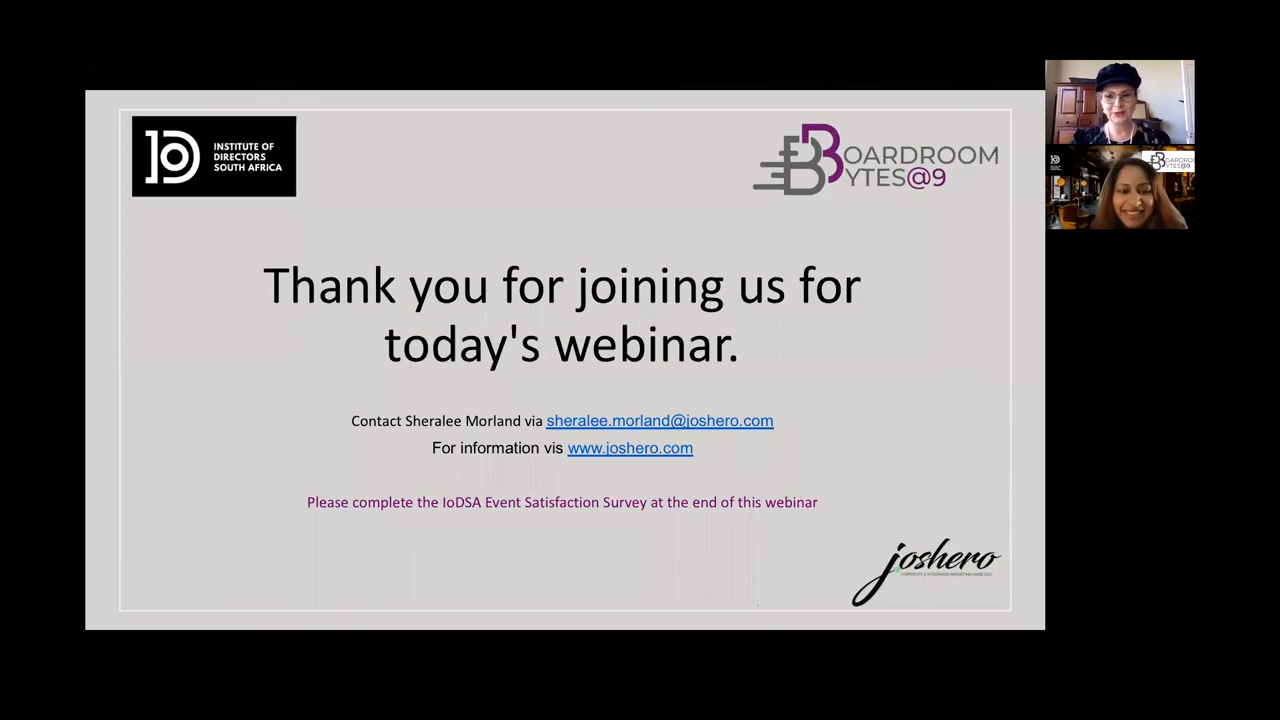 INSTITUTE OF
DIRECTORS
SOUTH AFRICA
BOARDROOM
BYTES@9
Thank you for joining us for
today's webinar.
Contact Sheralee Morland via sheralee.morland@joshero.com
For information vis www.joshero.com
Please complete the IoDSA Event Satisfaction Survey at the end of this webinar
joshero